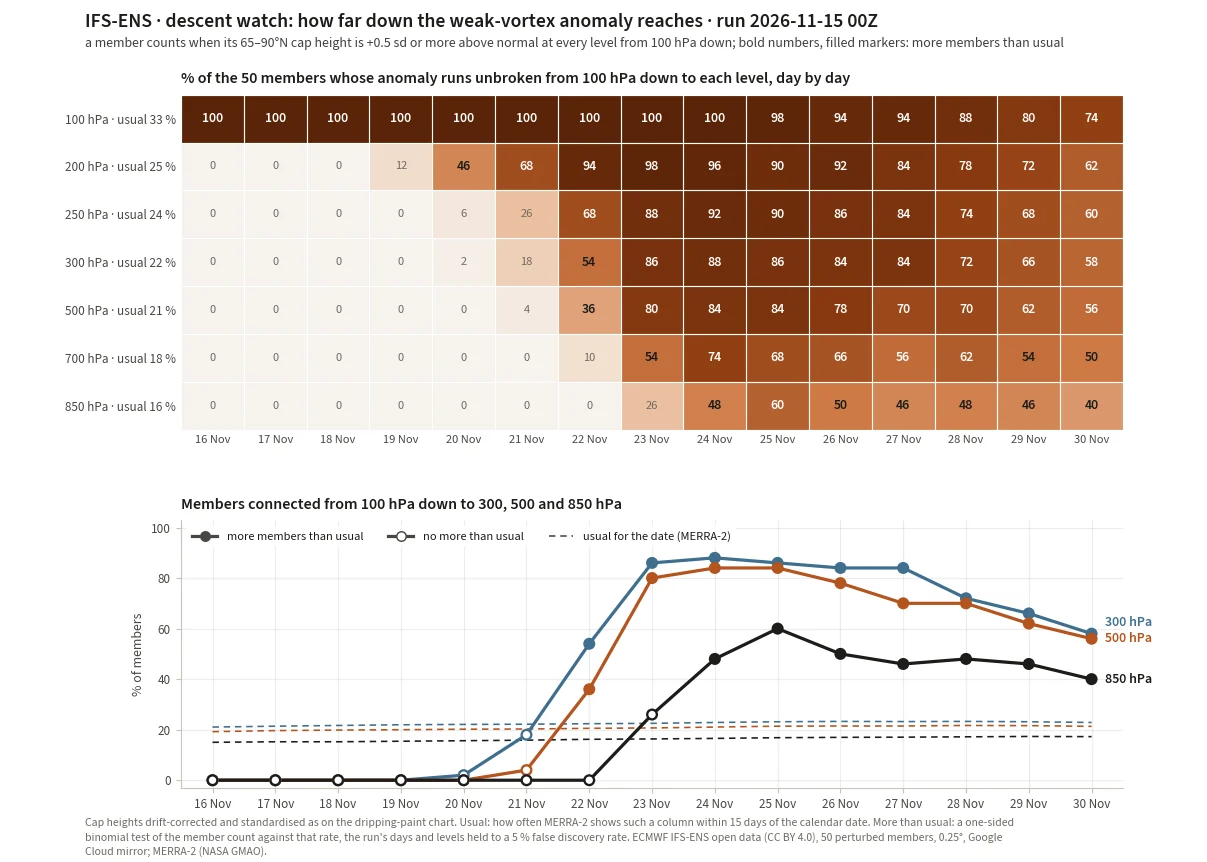 IFS-ENS · descent watch: how far down the weak-vortex anomaly reaches · run 2026-11-15 00Z
a member counts when its 65–90°N cap height is +0.5 sd or more above normal at every level from 100 hPa down; bold numbers, filled markers: more members than usual
% of the 50 members whose anomaly runs unbroken from 100 hPa down to each level, day by day
100 hPa · usual 33 % 100 100 100 100 100 100 100 100 100 98 94 94 88 80 74
200 hPa · usual 25 % 0 0 0 12 46 68 94 98 96 90 92 84 78 72 62
250 hPa · usual 24 % 0 0 0 0 6 26 68 88 92 90 86 84 74 68 60
300 hPa · usual 22 % 0 0 0 0 2 18 54 86 88 86 84 84 72 66 58
500 hPa · usual 21 % 0 0 0 0 0 4 36 80 84 84 78 70 70 62 56
700 hPa · usual 18 % 0 0 0 0 0 0 10 54 74 68 66 56 62 54 50
850 hPa · usual 16 % 0 0 0 0 0 0 0 26 48 60 50 46 48 46 40
16 Nov 17 Nov 18 Nov 19 Nov 20 Nov 21 Nov 22 Nov 23 Nov 24 Nov 25 Nov 26 Nov 27 Nov 28 Nov 29 Nov 30 Nov
Members connected from 100 hPa down to 300, 500 and 850 hPa
more members than usual no more than usual usual for the date (MERRA-2)
% of members
100
80
60
40
20
0
300 hPa
500 hPa
850 hPa
16 Nov 17 Nov 18 Nov 19 Nov 20 Nov 21 Nov 22 Nov 23 Nov 24 Nov 25 Nov 26 Nov 27 Nov 28 Nov 29 Nov 30 Nov
Cap heights drift-corrected and standardised as on the dripping-paint chart. Usual: how often MERRA-2 shows such a column within 15 days of the calendar date. More than usual: a one-sided
binomial test of the member count against that rate, the run's days and levels held to a 5 % false discovery rate. ECMWF IFS-ENS open data (CC BY 4.0), 50 perturbed members, 0.25°, Google
Cloud mirror; MERRA-2 (NASA GMAO).